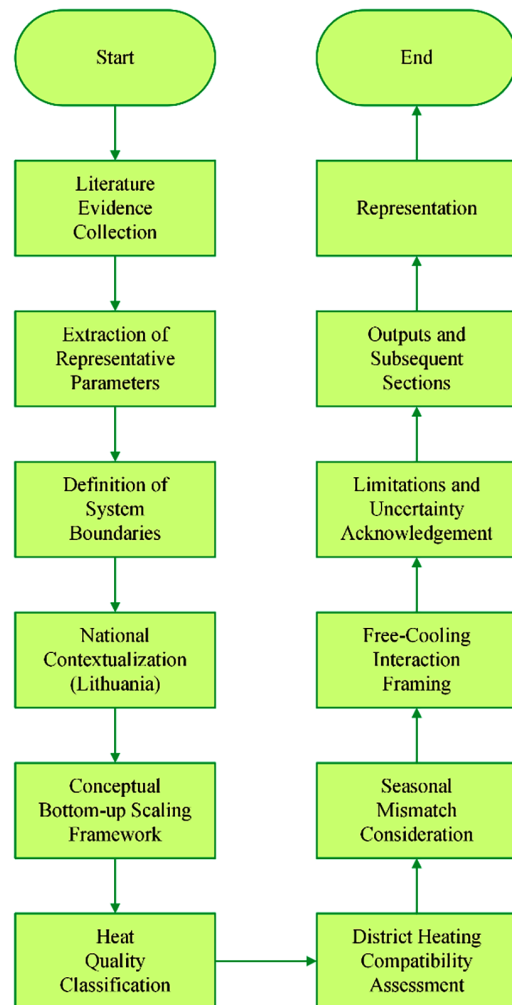 Start
Literature
Evidence
Collection
Extraction of
Representative
Parameters
Definition of
System
Boundaries
National
Contextualization
(Lithuania)
Conceptual
Bottom-up Scaling
Framework
Heat
Quality
Classification
District Heating
Compatibility
Assessment
Seasonal
Mismatch
Consideration
Free-Cooling
Interaction
Framing
Limitations and
Uncertainty
Acknowledgement
Outputs and
Subsequent
Sections
Representation
End